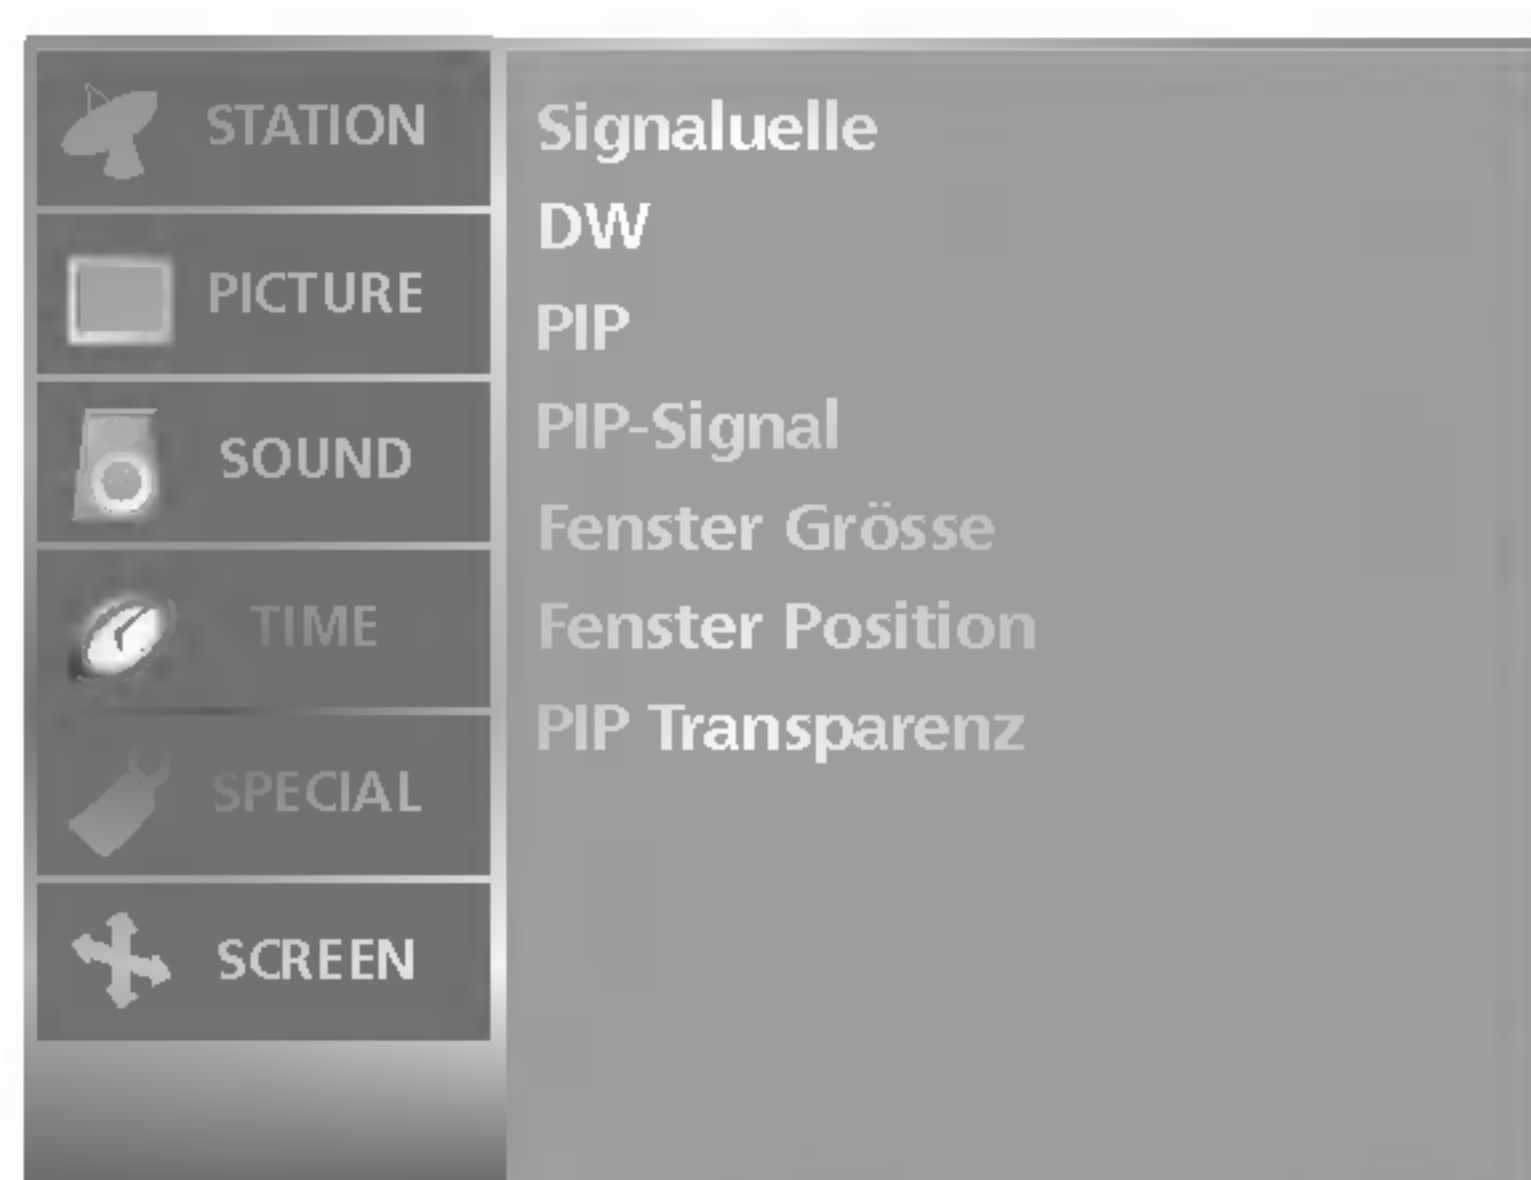 STATION
PICTURE
SOUND
TIME
SPECIAL
SCREEN
Signaluelle
DW
PIP
PIP-Signal
Fenster Grösse
Fenster Position
PIP Transparenz